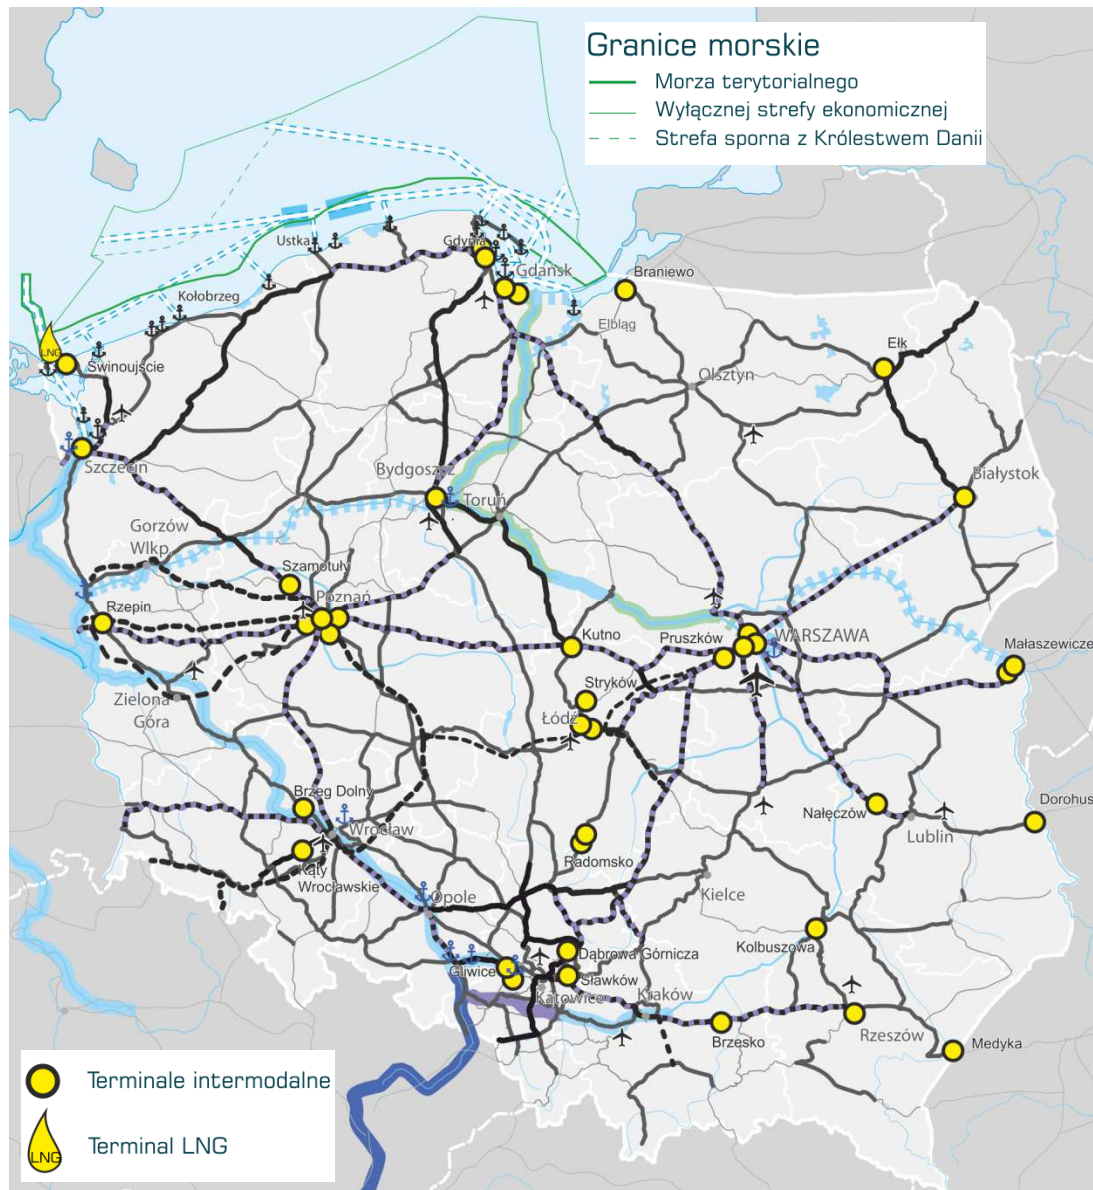 Granice morskie
Morza terytorialnego
Wyłącznej strefy ekonomicznej
Strefa sporna z Królestwem Danii
Ustka
Gdynia
Gdańsk
Braniewo
Kołobrzeg
Elbląg
Ełk
LNG
Świnoujście
Olsztyn
Szczecin
Bydgoszcz
Białystok
Toruń
Gorzów
Wlkp.
Szamotuły
Poznań
Rzepin
Kutno
Pruszków
WARSZAWA
Małaszewicze
Zielona
Góra
Stryków
Łódź
Brzeg Dolny
Wrocław
Nałęczów
Lublin
Dorohus
Radomsko
Kąty
Wrocławskie
Opole
Kielce
Kolbuszowa
Dąbrowa Górnicza
Gliwice
Sławków
Katowice
Kraków
Rzeszów
Brzesko
Medyka
Terminale intermodalne
LNG
Terminal LNG